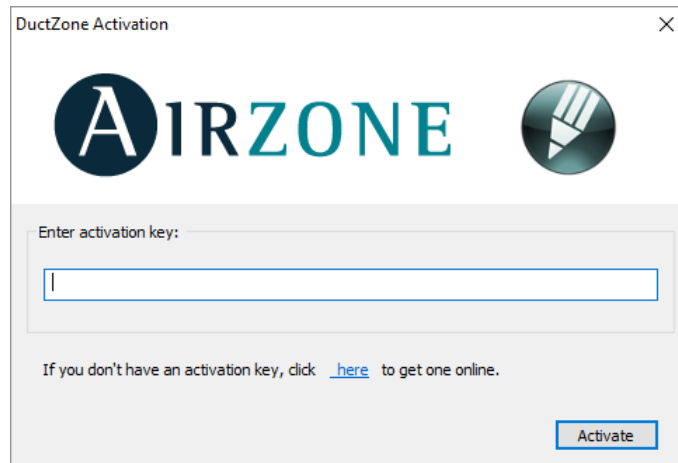 DuctZone Activation
AIRZONE
Enter activation key:
If you don't have an activation key, click here to get one online.
Activate